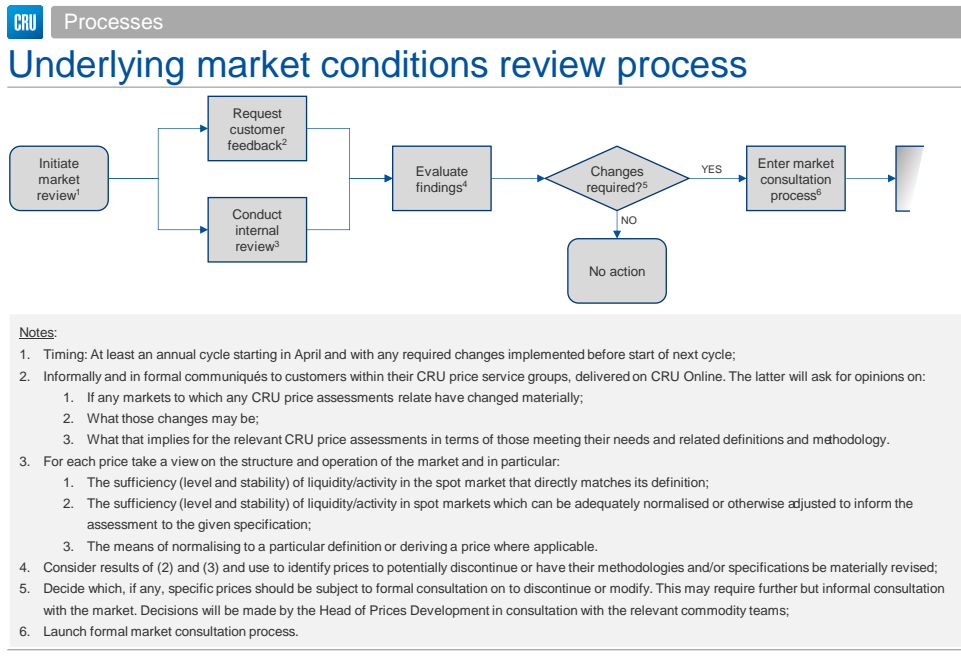 CRU Processes
Underlying market conditions review process
Request
customer
feedback2
Initiate
market
review1
Conduct
internal
review3
Evaluate
findings4
Changes
required?5
YES
NO
No action
Enter market
consultation
process6
Notes:
1. Timing: At least an annual cycle starting in April and with any required changes implemented before start of next cycle;
2. Informally and in formal communiqués to customers within their CRU price service groups, delivered on CRU Online. The latter will ask for opinions on:
1. If any markets to which any CRU price assessments relate have changed materially;
2. What those changes may be;
3. What that implies for the relevant CRU price assessments in terms of those meeting their needs and related definitions and methodology.
3. For each price take a view on the structure and operation of the market and in particular:
1. The sufficiency (level and stability) of liquidity/activity in the spot market that directly matches its definition;
2. The sufficiency (level and stability) of liquidity/activity in spot markets which can be adequately normalised or otherwise adjusted to inform the
assessment to the given specification;
3. The means of normalising to a particular definition or deriving a price where applicable.
4. Consider results of (2) and (3) and use to identify prices to potentially discontinue or have their methodologies and/or specifications be materially revised;
5. Decide which, if any, specific prices should be subject to formal consultation on to discontinue or modify. This may require further but informal consultation
with the market. Decisions will be made by the Head of Prices Development in consultation with the relevant commodity teams;
6. Launch formal market consultation process.